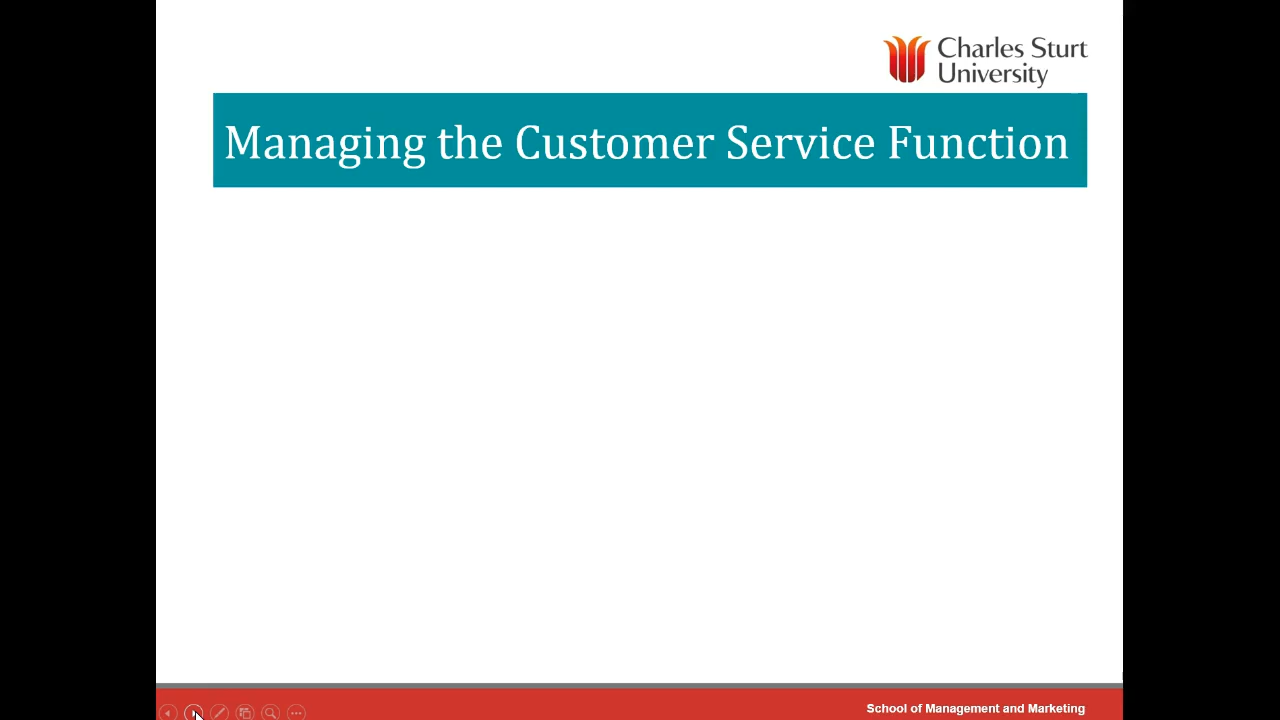 Charles Sturt
University
Managing the Customer Service Function
School of Management and Marketing